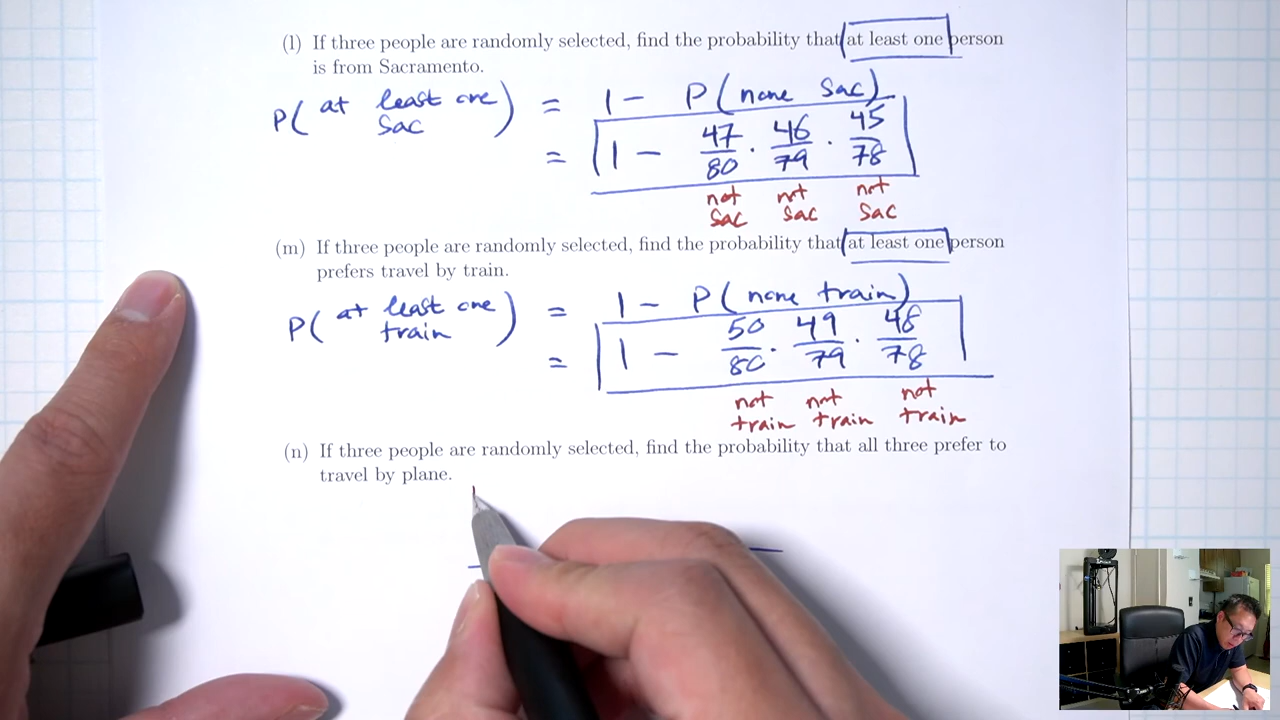 (l) If three people are randomly selected, find the probability that at least one person
is from Sacramento.
P( at least one Sac ) = 1 - P( none Sac )
= 1 - 47/80 · 46/79 · 45/78
not Sac not Sac not Sac
(m) If three people are randomly selected, find the probability that at least one person
prefers travel by train.
P( at least one train ) = 1 - P( none train )
= 1 - 50/80 · 49/79 · 48/78
not train not train not train
(n) If three people are randomly selected, find the probability that all three prefer to
travel by plane.